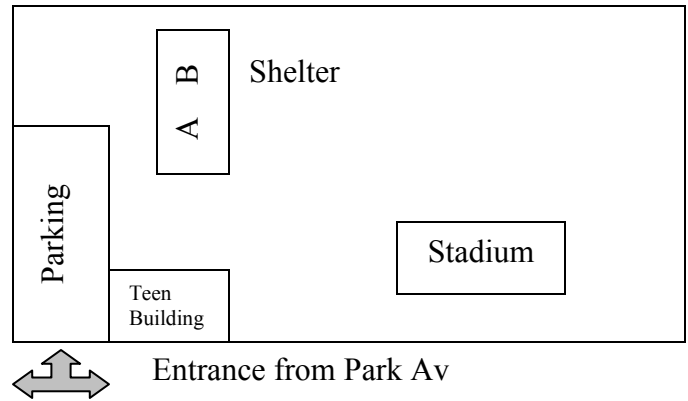 A B
Shelter
Parking
Stadium
Teen
Building
Entrance from Park Av